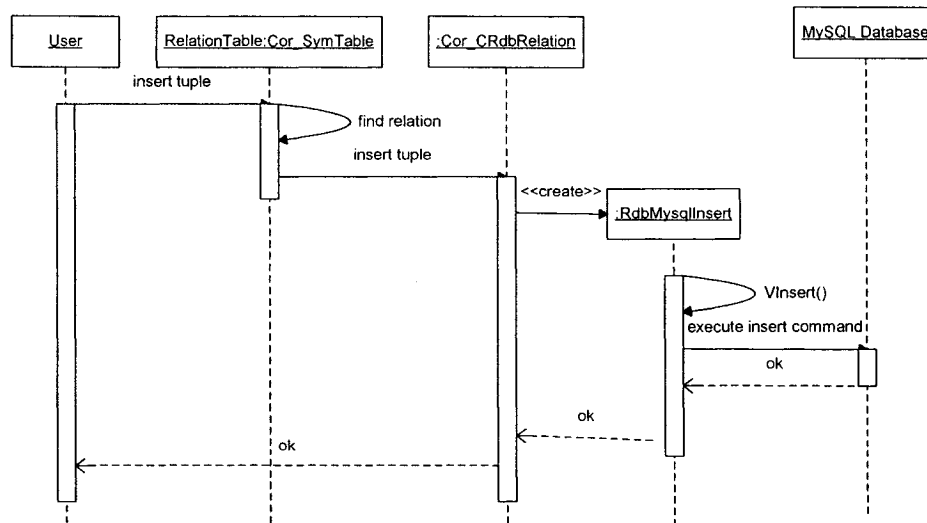 User
RelationTable:Cor_SymTable
:Cor_CRdbRelation
MySQL Database
insert tuple
find relation
insert tuple
<<create>>
:RdbMysqlInsert
VInsert()
execute insert command
ok
ok
ok